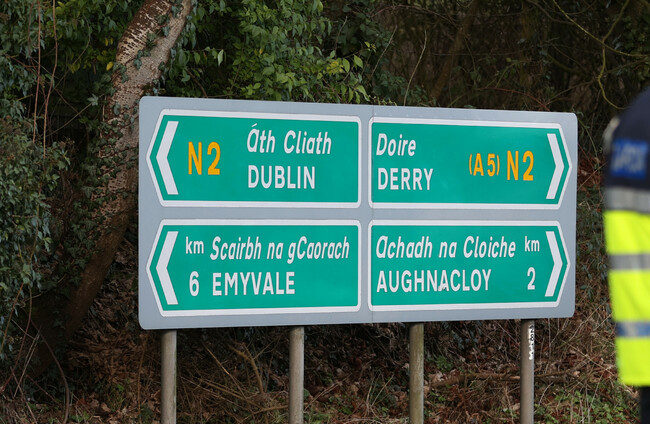 N2 Áth Cliath
DUBLIN
Doire
DERRY (A5) N2
km Scairbh na gCaorach
6 EMYVALE
Achadh na Cloiche km
AUGHNACLOY 2